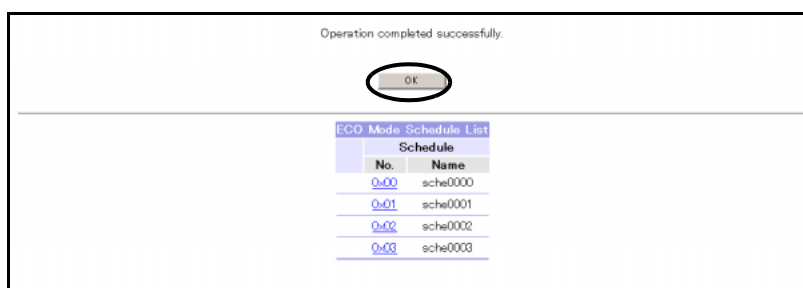 Operation completed successfully.
OK
ECO Mode Schedule List
Schedule
No. Name
0x00 sche0000
0x01 sche0001
0x02 sche0002
0x03 sche0003